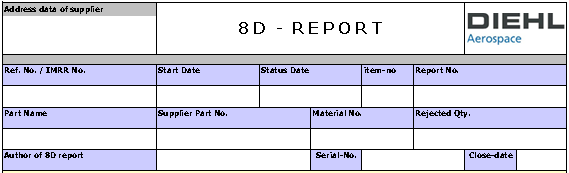 Address data of supplier
8D - REPORT
DIEHL
Aerospace
Ref. No. / IMRR No. Start Date Status Date item-no Report No.
Part Name Supplier Part No. Material No. Rejected Qty.
Author of 8D report Serial-No. Close-date